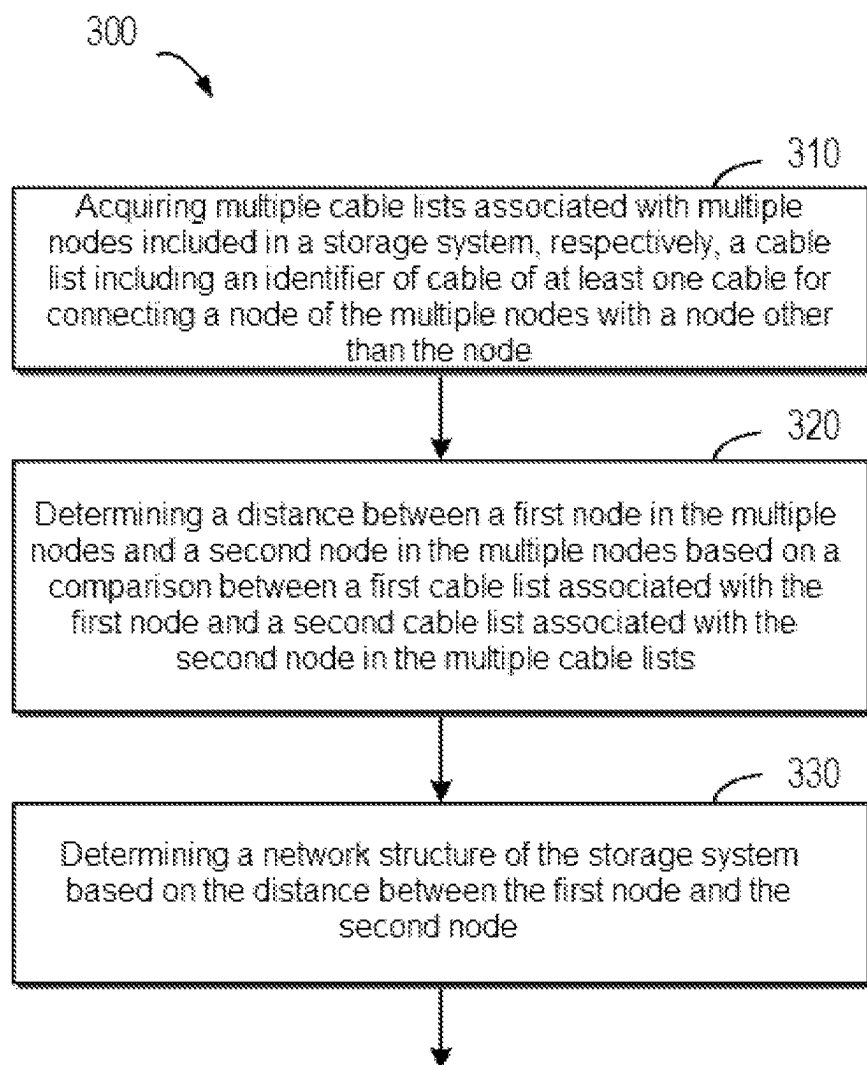 300
310
Acquiring multiple cable lists associated with multiple
nodes included in a storage system, respectively, a cable
list including an identifier of cable of at least one cable for
connecting a node of the multiple nodes with a node other
than the node
320
Determining a distance between a first node in the multiple
nodes and a second node in the multiple nodes based on a
comparison between a first cable list associated with the
first node and a second cable list associated with the
second node in the multiple cable lists
330
Determining a network structure of the storage system
based on the distance between the first node and the
second node